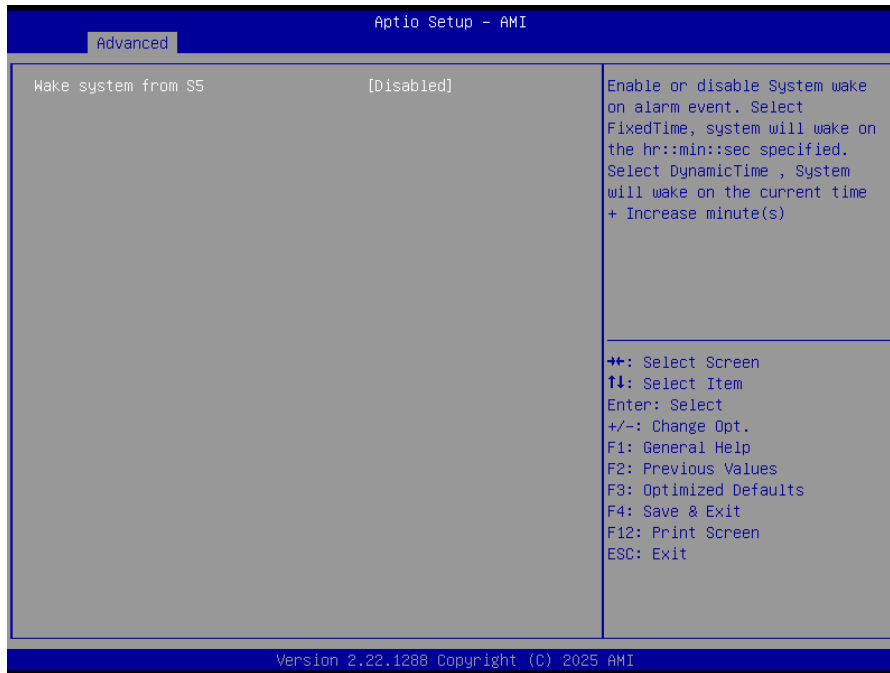 Aptio Setup – AMI
Advanced
Wake system from S5 [Disabled]
Enable or disable System wake
on alarm event. Select
FixedTime, system will wake on
the hr::min::sec specified.
Select DynamicTime , System
will wake on the current time
+ Increase minute(s)
→←: Select Screen
↑↓: Select Item
Enter: Select
+/-: Change Opt.
F1: General Help
F2: Previous Values
F3: Optimized Defaults
F4: Save & Exit
F12: Print Screen
ESC: Exit
Version 2.22.1288 Copyright (C) 2025 AMI